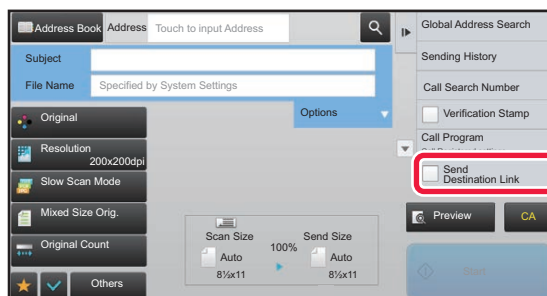 Address Book
Address
Touch to input Address
Global Address Search
Subject
Sending History
File Name
Specified by System Settings
Call Search Number
Options
Verification Stamp
Original
Call Program
Resolution
200x200dpi
Send
Destination Link
Slow Scan
Mode
Mixed Size Orig.
Preview
CA
Scan Size
100%
Send Size
Original Count
Auto
Auto
8½x11
8½x11
Start
Others